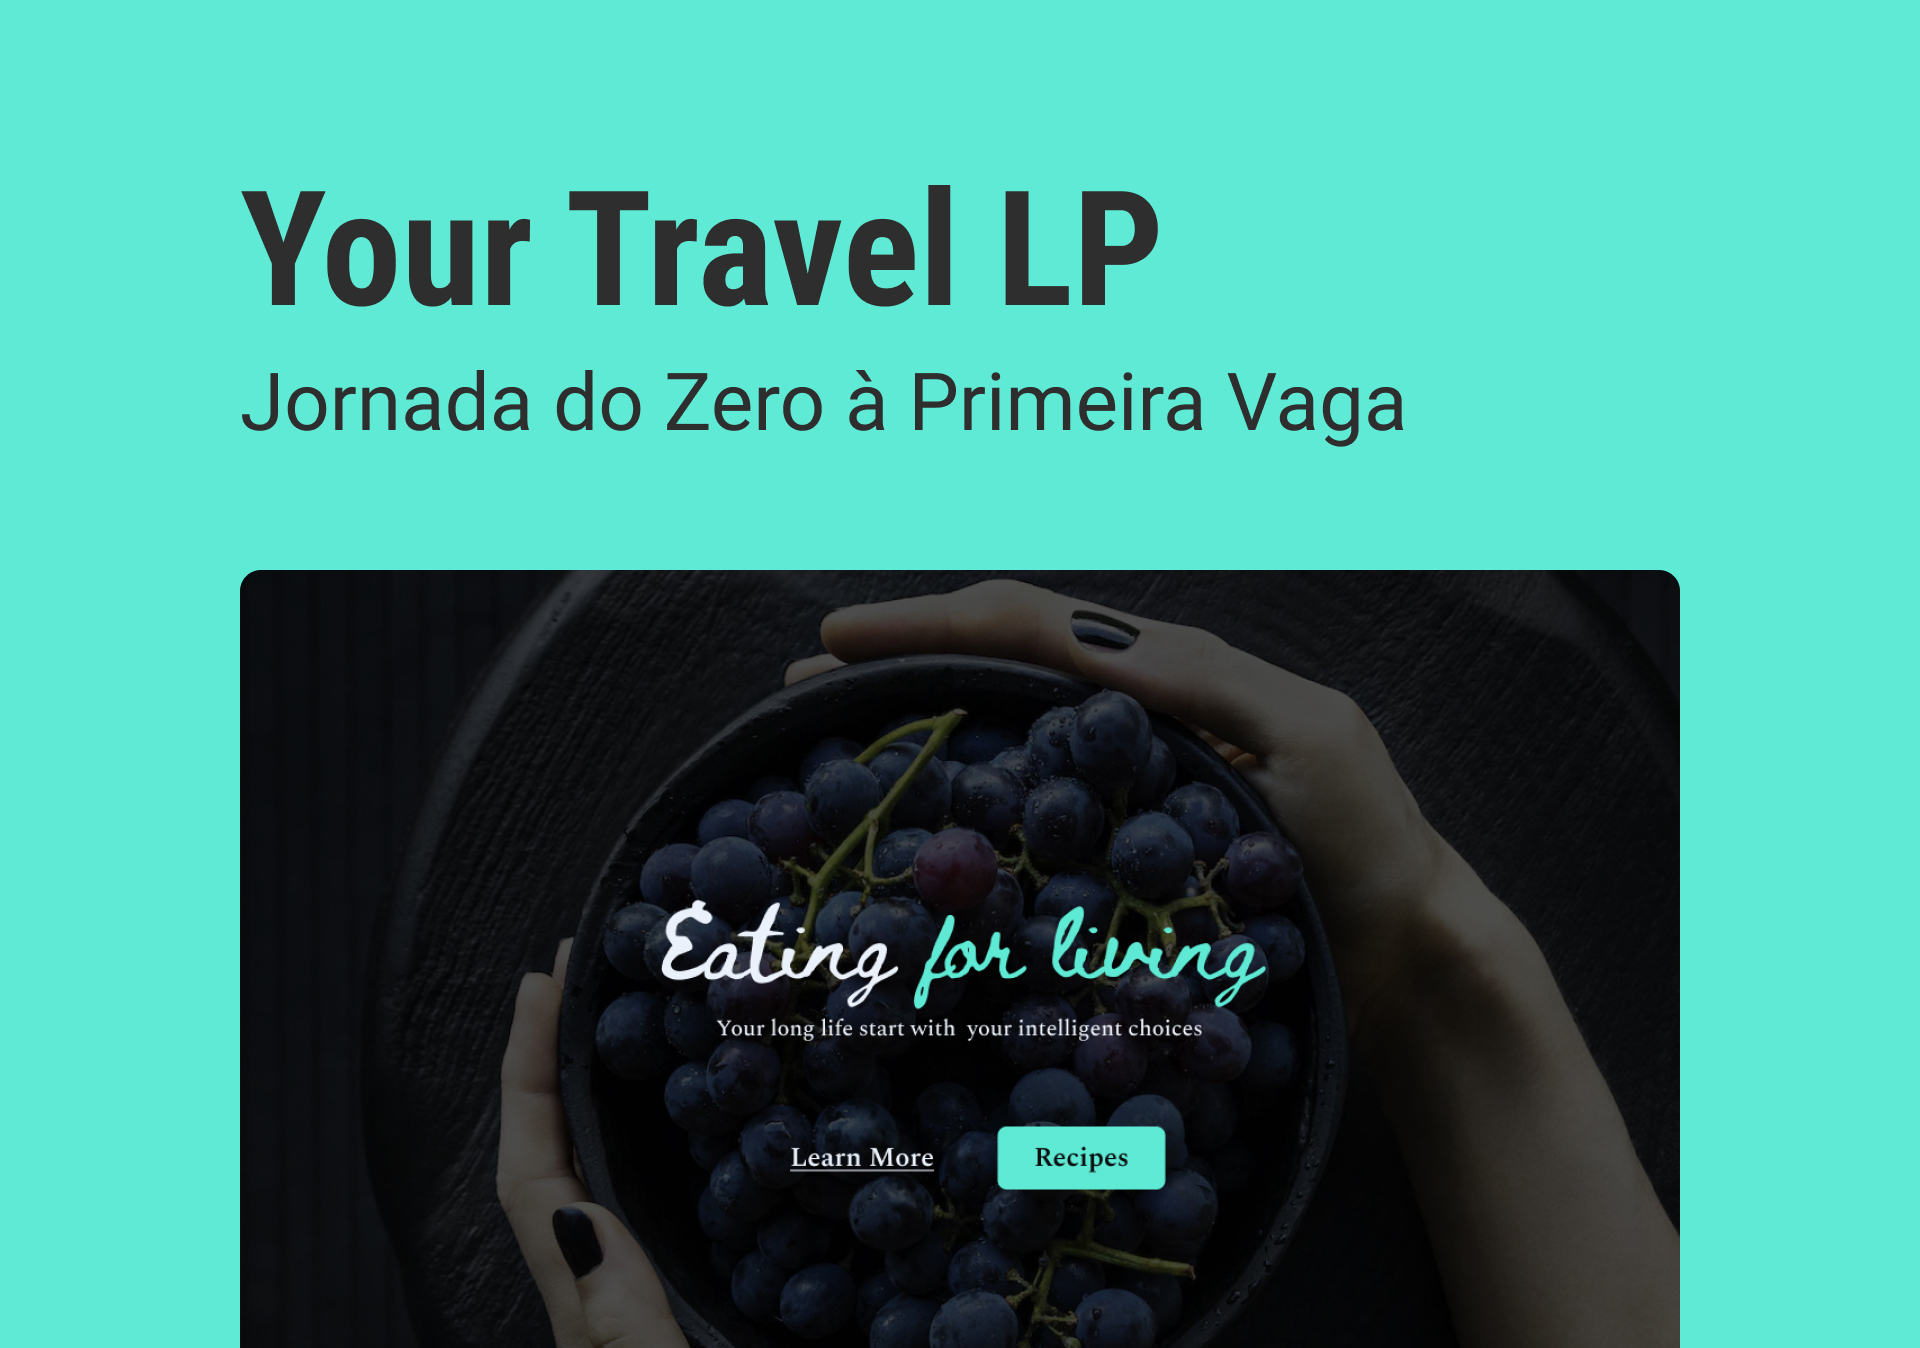 Your Travel LP
Jornada do Zero à Primeira Vaga
Eating for living
Your long life start with  your intelligent choices
Learn More
Recipes